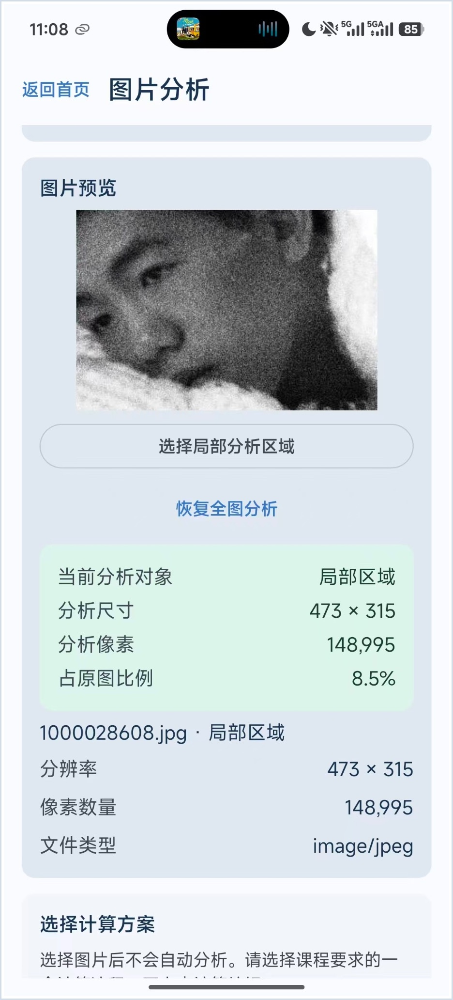 11:08
5G
5GA
85
返回首页 图片分析
图片预览
选择局部分析区域
恢复全图分析
当前分析对象 局部区域
分析尺寸 473 × 315
分析像素 148,995
占原图比例 8.5%
1000028608.jpg · 局部区域
分辨率 473 × 315
像素数量 148,995
文件类型 image/jpeg
选择计算方案
选择图片后不会自动分析。请选择课程要求的一